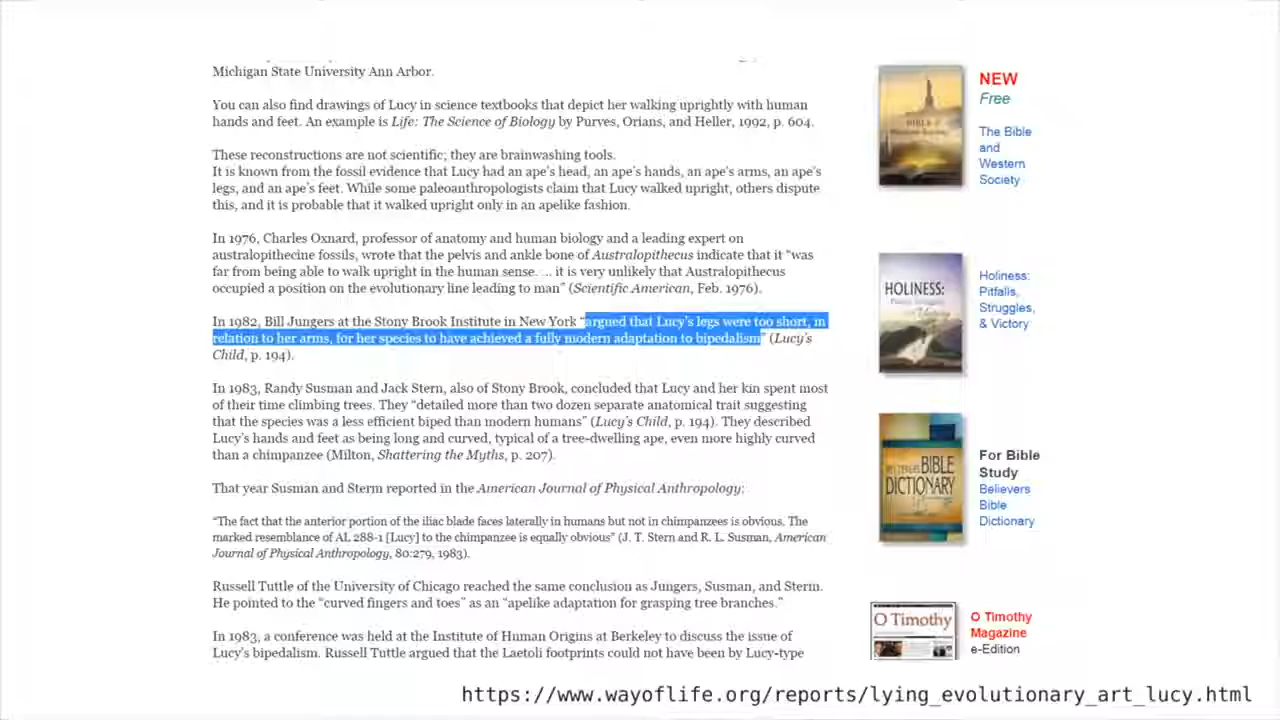 Michigan State University Ann Arbor.
You can also find drawings of Lucy in science textbooks that depict her walking uprightly with human
hands and feet. An example is Life: The Science of Biology by Purves, Orians, and Heller, 1992, p. 604.
These reconstructions are not scientific; they are brainwashing tools.
It is known from the fossil evidence that Lucy had an ape's head, an ape's hands, an ape's arms, an ape's
legs, and an ape's feet. While some paleoanthropologists claim that Lucy walked upright, others dispute
this, and it is probable that it walked upright only in an apelike fashion.
In 1976, Charles Oxnard, professor of anatomy and human biology and a leading expert on
australopithecine fossils, wrote that the pelvis and ankle bone of Australopithecus indicate that it “was
far from being able to walk upright in the human sense. ... it is very unlikely that Australopithecus
occupied a position on the evolutionary line leading to man” (Scientific American, Feb. 1976).
In 1982, Bill Jungers at the Stony Brook Institute in New York “argued that Lucy's legs were too short, in
relation to her arms, for her species to have achieved a fully modern adaptation to bipedalism” (Lucy's
Child, p. 194).
In 1983, Randy Susman and Jack Stern, also of Stony Brook, concluded that Lucy and her kin spent most
of their time climbing trees. They “detailed more than two dozen separate anatomical trait suggesting
that the species was a less efficient biped than modern humans” (Lucy's Child, p. 194). They described
Lucy's hands and feet as being long and curved, typical of a tree-dwelling ape, even more highly curved
than a chimpanzee (Milton, Shattering the Myths, p. 207).
That year Susman and Sterm reported in the American Journal of Physical Anthropology:
“The fact that the anterior portion of the iliac blade faces laterally in humans but not in chimpanzees is obvious. The
marked resemblance of AL 288-1 [Lucy] to the chimpanzee is equally obvious” (J. T. Stern and R. L. Susman, American
Journal of Physical Anthropology, 80:279, 1983).
Russell Tuttle of the University of Chicago reached the same conclusion as Jungers, Susman, and Sterm.
He pointed to the “curved fingers and toes” as an “apelike adaptation for grasping tree branches.”
In 1983, a conference was held at the Institute of Human Origins at Berkeley to discuss the issue of
Lucy's bipedalism. Russell Tuttle argued that the Laetoli footprints could not have been by Lucy-type
NEW
Free
The Bible
and
Western
Society
HOLINESS:
Holiness:
Pitfalls,
Struggles,
& Victory
BIBLE
DICTIONARY
For Bible
Study
Believers
Bible
Dictionary
O Timothy
O Timothy
Magazine
e-Edition
https://www.wayoflife.org/reports/lying_evolutionary_art_lucy.html